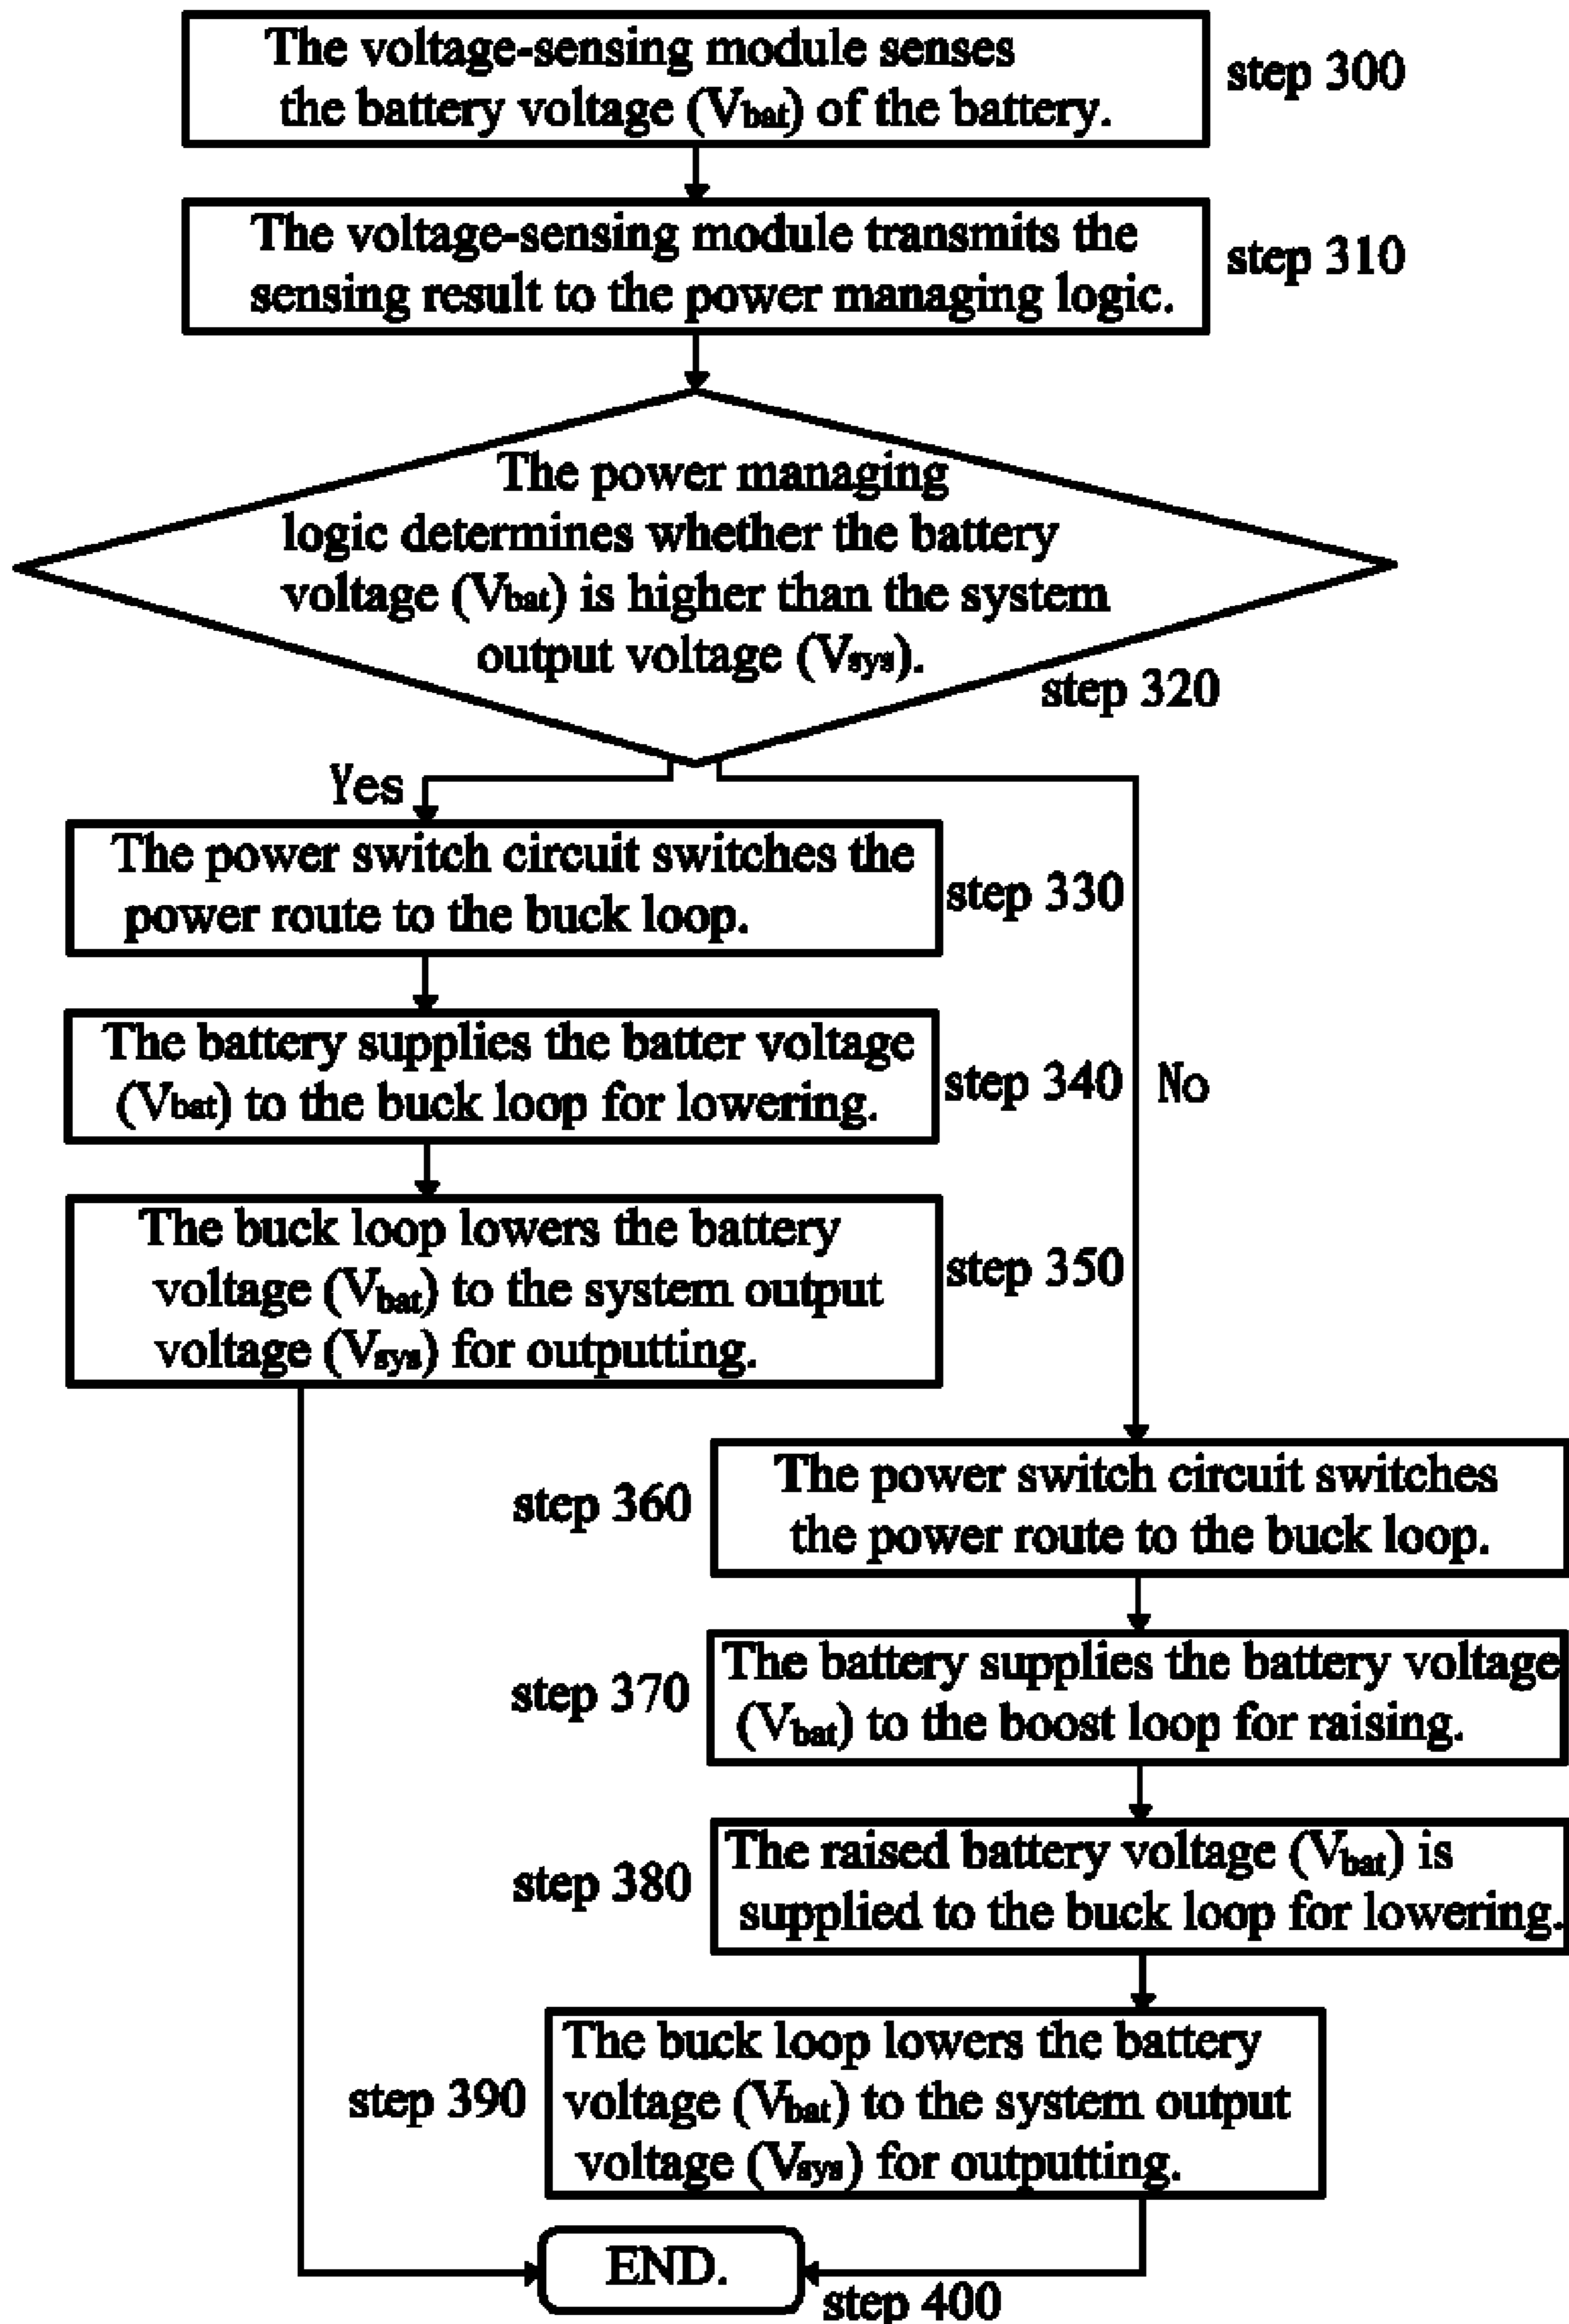 The voltage-sensing module senses
the battery voltage (Vbat) of the battery.
step 300
The voltage-sensing module transmits the
sensing result to the power managing logic.
step 310
The power managing
logic determines whether the battery
voltage (Vbat) is higher than the system
output voltage (Vsys).
step 320
Yes
The power switch circuit switches the
power route to the buck loop.
step 330
The battery supplies the batter voltage
(Vbat) to the buck loop for lowering.
step 340
No
The buck loop lowers the battery
voltage (Vbat) to the system output
voltage (Vsys) for outputting.
step 350
step 360
The power switch circuit switches
the power route to the buck loop.
step 370
The battery supplies the battery voltage
(Vbat) to the boost loop for raising.
step 380
The raised battery voltage (Vbat) is
supplied to the buck loop for lowering.
step 390
The buck loop lowers the battery
voltage (Vbat) to the system output
voltage (Vsys) for outputting.
END.
step 400